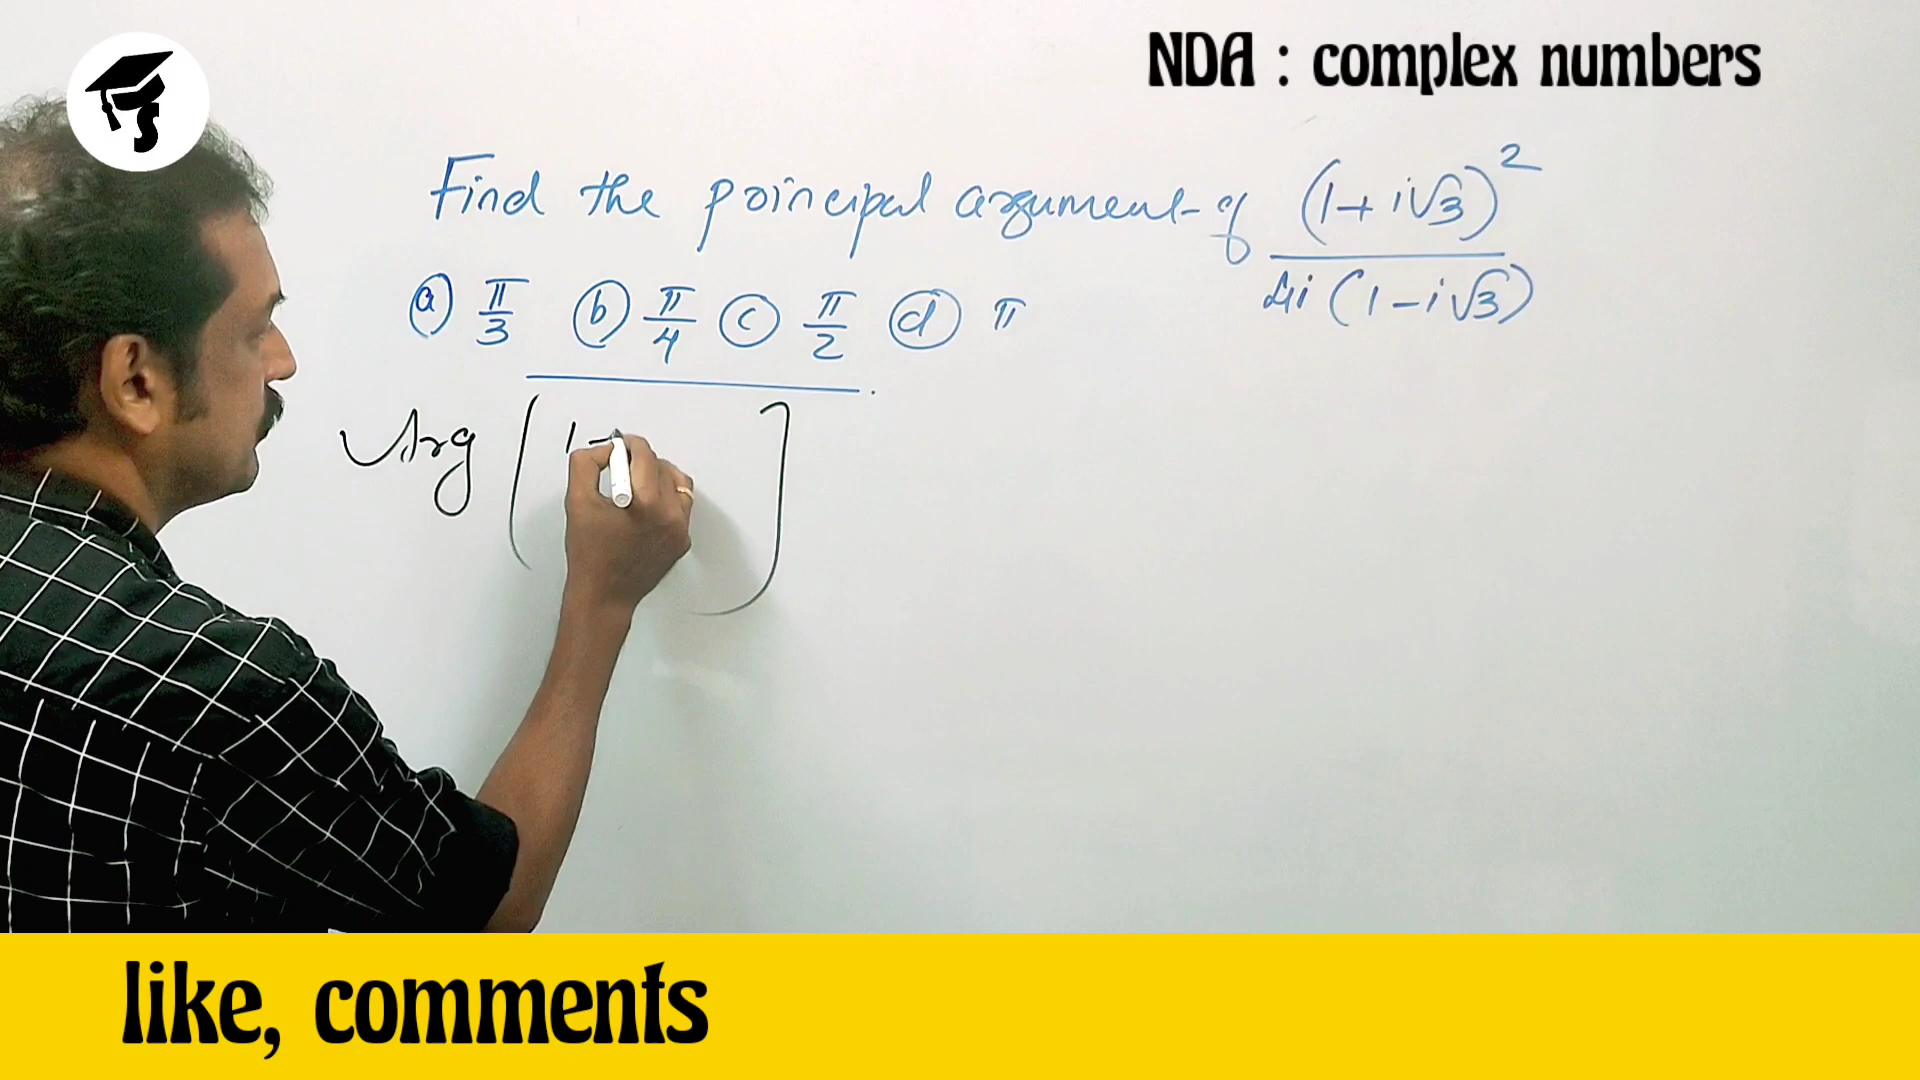 NDA : complex numbers
Find the principal argument of (1+i√3)² / 4i(1-i√3)
(a) π/3 (b) π/4 (c) π/2 (d) π
Arg ( 1-
like, comments